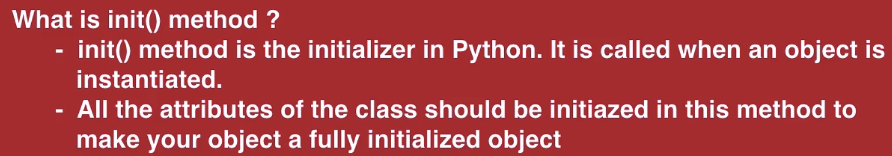 What is init() method ?
- init() method is the initializer in Python. It is called when an object is
instantiated.
- All the attributes of the class should be initiazed in this method to
make your object a fully initialized object